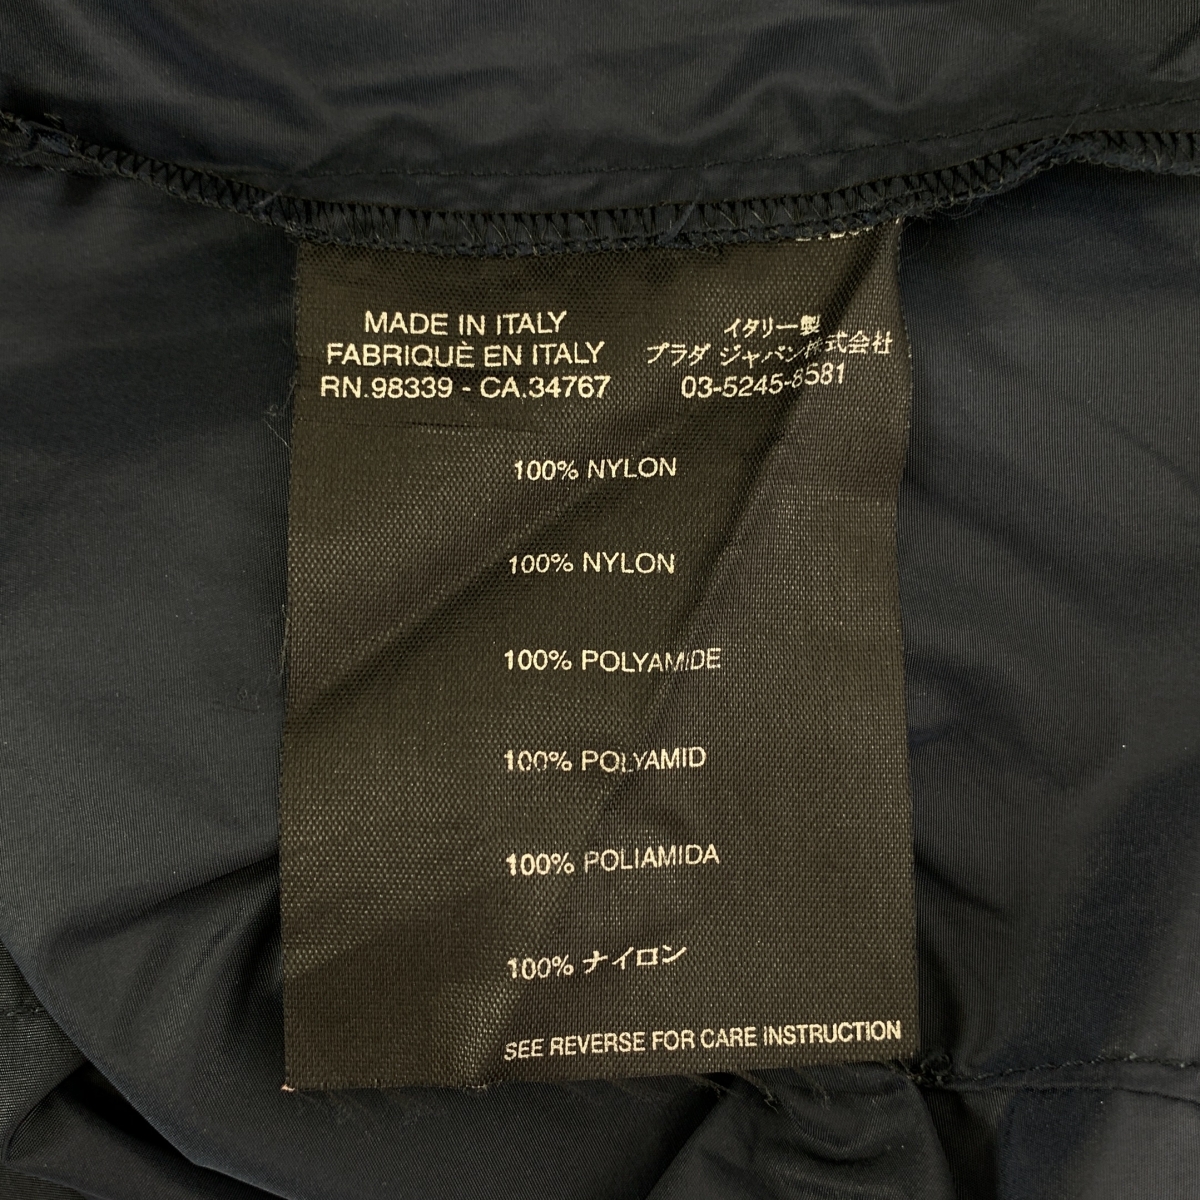 MADE IN ITALY
FABRIQUÈ EN ITALY
RN.98339 - CA.34767
イタリー製
プラダ ジャパン株式会社
03-5245-8581
100% NYLON
100% NYLON
100% POLYAMIDE
100% POLYAMID
100% POLIAMIDA
100% ナイロン
SEE REVERSE FOR CARE INSTRUCTION